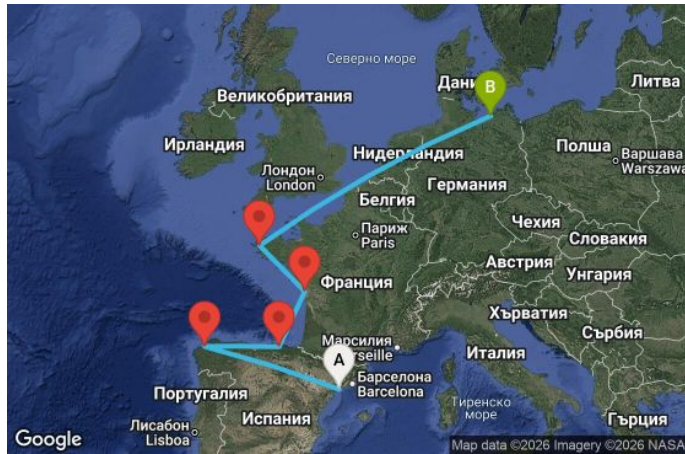 Северно море
Дани
B
Литва
Великобритания
Ирландия
Нидерландия
Полша
Варшава
Warszawa
Лондон
London
Белгия
Германия
Париж
Paris
Чехия
Словакия
Франция
Австрия
Унгария
Хърватия
Сърбия
Марсилия
A
Италия
Барселона
Barcelona
Португалия
Испания
Тиренско
море
Гърция
Лисабон
Lisboa
Google
Map data ©2026 Imagery ©2026 NASA